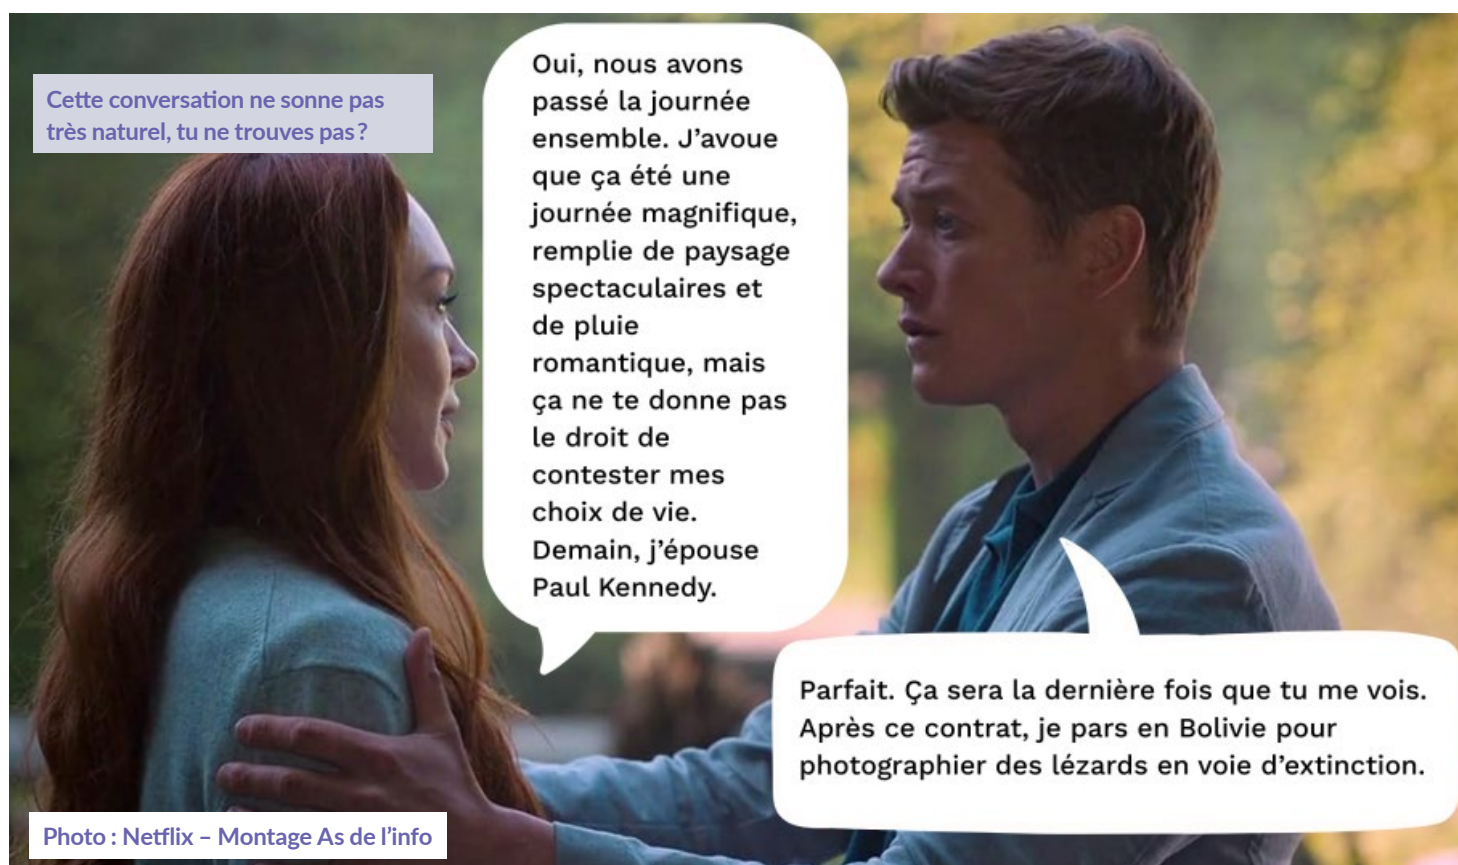 Cette conversation ne sonne pas
très naturel, tu ne trouves pas ?
Oui, nous avons
passé la journée
ensemble. J’avoue
que ça été une
journée magnifique,
remplie de paysage
spectaculaires et
de pluie
romantique, mais
ça ne te donne pas
le droit de
contester mes
choix de vie.
Demain, j’épouse
Paul Kennedy.
Parfait. Ça sera la dernière fois que tu me vois.
Après ce contrat, je pars en Bolivie pour
photographier des lézards en voie d’extinction.
Photo : Netflix – Montage As de l’info